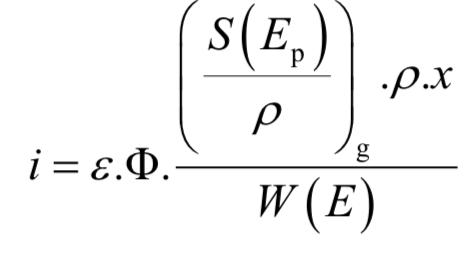 i = ε.Φ. (S(E_p)/ρ)_g .ρ.x / W(E)